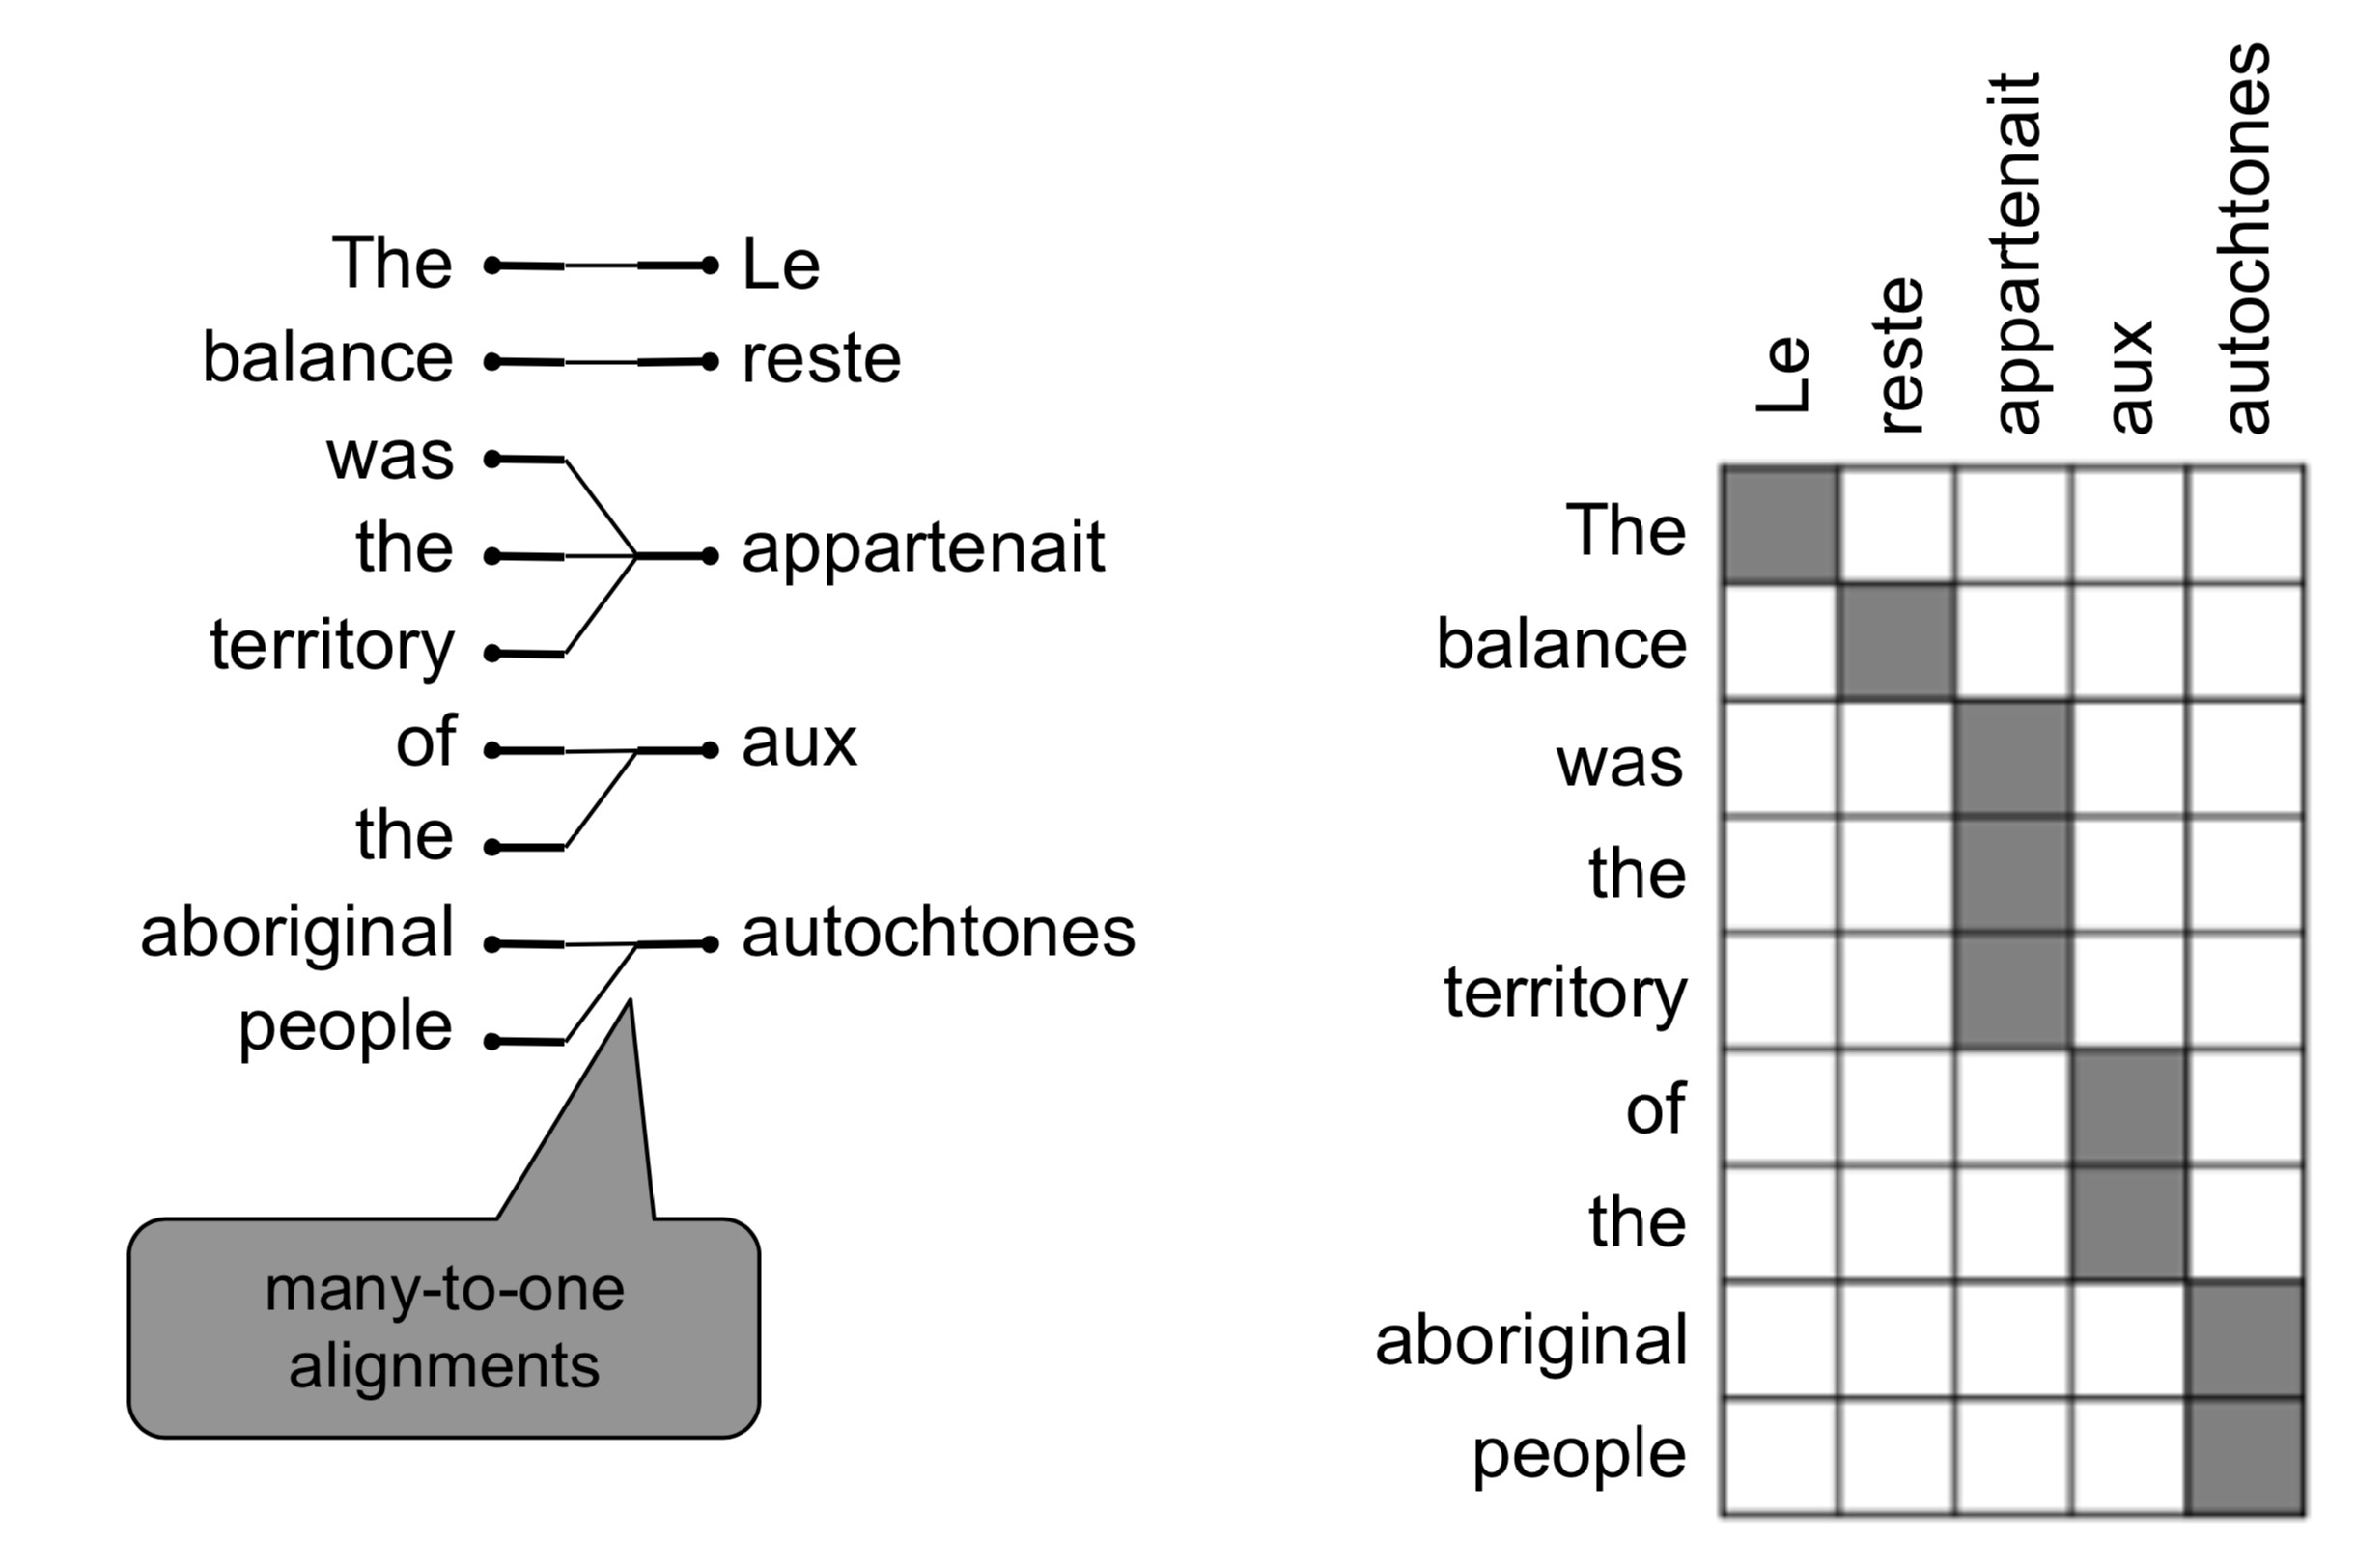 The Le
balance reste
was
the appartenait
territory
of aux
the
aboriginal autochtones
people
many-to-one
alignments
Le reste appartenait aux autochtones
The
balance
was
the
territory
of
the
aboriginal
people